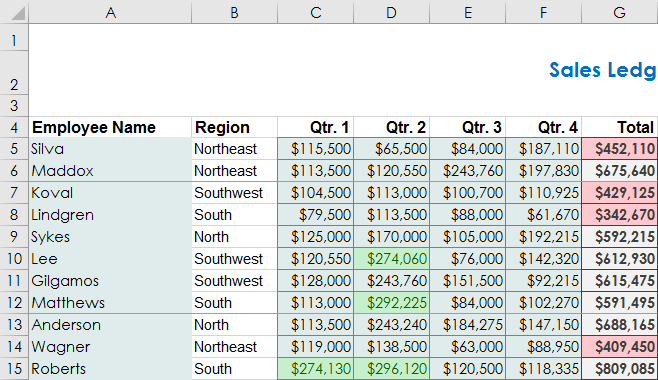 A B C D E F G
1
2 Sales Ledg
3
4 Employee Name Region Qtr. 1 Qtr. 2 Qtr. 3 Qtr. 4 Total
5 Silva Northeast $115,500 $65,500 $84,000 $187,110 $452,110
6 Maddox Northeast $113,500 $120,550 $243,760 $197,830 $675,640
7 Koval Southwest $104,500 $113,000 $100,700 $110,925 $429,125
8 Lindgren South $79,500 $113,500 $88,000 $61,670 $342,670
9 Sykes North $125,000 $170,000 $105,000 $192,215 $592,215
10 Lee Southwest $120,550 $274,060 $76,000 $142,320 $612,930
11 Gilgamos Southwest $128,000 $243,760 $151,500 $92,215 $615,475
12 Matthews South $113,000 $292,225 $84,000 $102,270 $591,495
13 Anderson North $113,500 $243,240 $184,275 $147,150 $688,165
14 Wagner Northeast $119,000 $138,500 $63,000 $88,950 $409,450
15 Roberts South $274,130 $296,120 $120,500 $118,335 $809,085